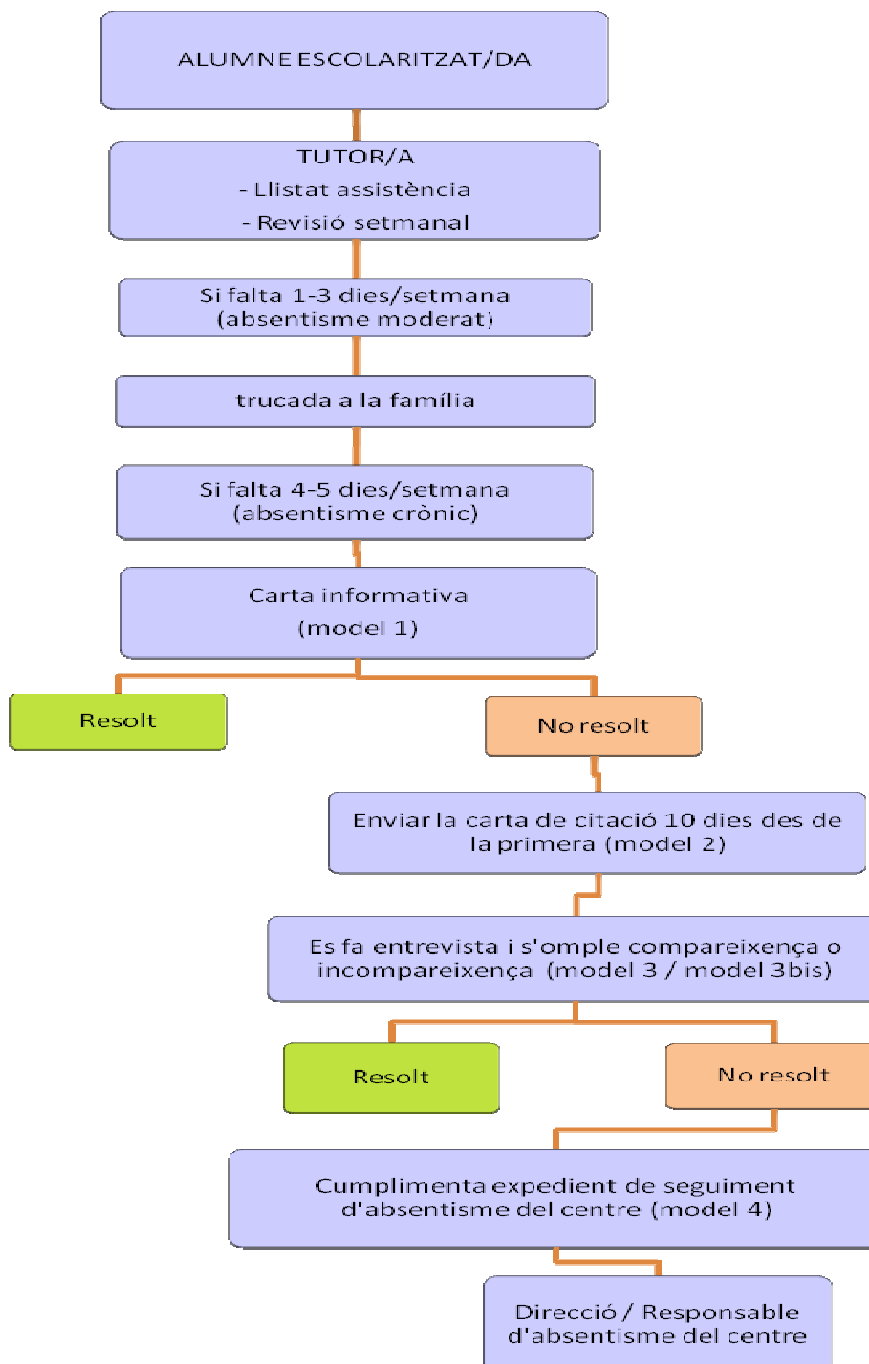 ALUMNE ESCOLARITZAT/DA
TUTOR/A
- Llistat assistència
- Revisió setmanal
Si falta 1-3 dies/setmana
(absentisme moderat)
trucada a la família
Si falta 4-5 dies/setmana
(absentisme crònic)
Carta informativa
(model 1)
Resolt
No resolt
Enviar la carta de citació 10 dies des de
la primera (model 2)
Es fa entrevista i s'omple compareixença o
incompareixença (model 3 / model 3bis)
Resolt
No resolt
Cumplimenta expedient de seguiment
d'absentisme del centre (model 4)
Direcció / Responsable
d'absentisme del centre